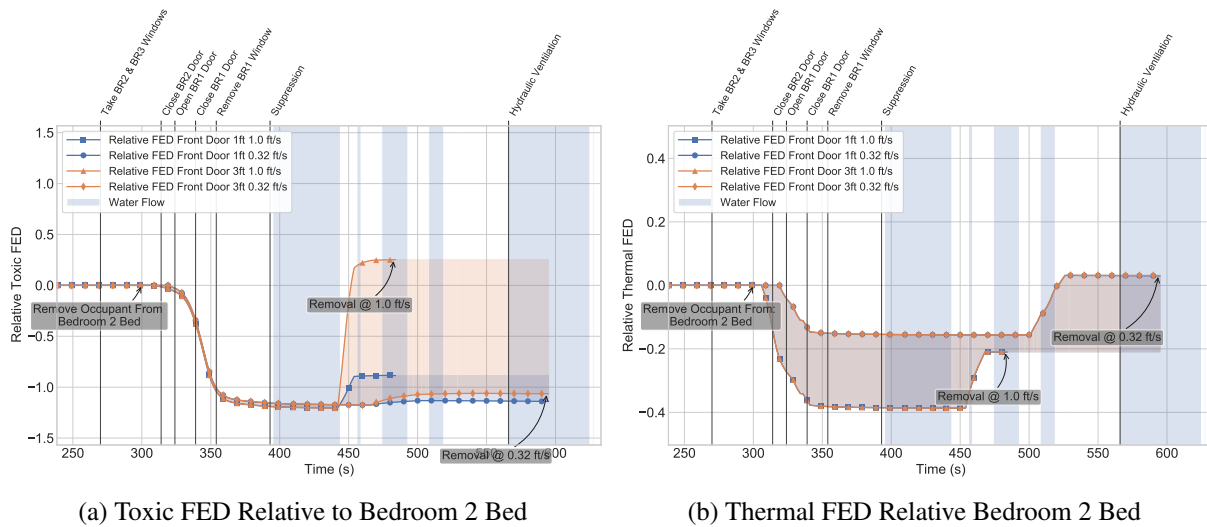 Take BR2 & BR3 Windows
Close BR2 Door
Open BR1 Door
Close BR1 Door
Remove BR1 Window
Suppression
Hydraulic Ventilation
1.5
1.0
0.5
0.0
−0.5
−1.0
−1.5
Relative Toxic FED
Relative FED Front Door 1ft 1.0 ft/s
Relative FED Front Door 1ft 0.32 ft/s
Relative FED Front Door 3ft 1.0 ft/s
Relative FED Front Door 3ft 0.32 ft/s
Water Flow
Remove Occupant From
Bedroom 2 Bed
Removal @ 1.0 ft/s
Removal @ 0.32 ft/s
250 300 350 400 450 500 600
Time (s)
(a) Toxic FED Relative to Bedroom 2 Bed
Take BR2 & BR3 Windows
Close BR2 Door
Open BR1 Door
Close BR1 Door
Remove BR1 Window
Suppression
Hydraulic Ventilation
0.4
0.2
0.0
−0.2
−0.4
Relative Thermal FED
Relative FED Front Door 1ft 1.0 ft/s
Relative FED Front Door 1ft 0.32 ft/s
Relative FED Front Door 3ft 1.0 ft/s
Relative FED Front Door 3ft 0.32 ft/s
Water Flow
Remove Occupant From
Bedroom 2 Bed
Removal @ 0.32 ft/s
Removal @ 1.0 ft/s
250 300 350 400 450 500 550 600
Time (s)
(b) Thermal FED Relative Bedroom 2 Bed